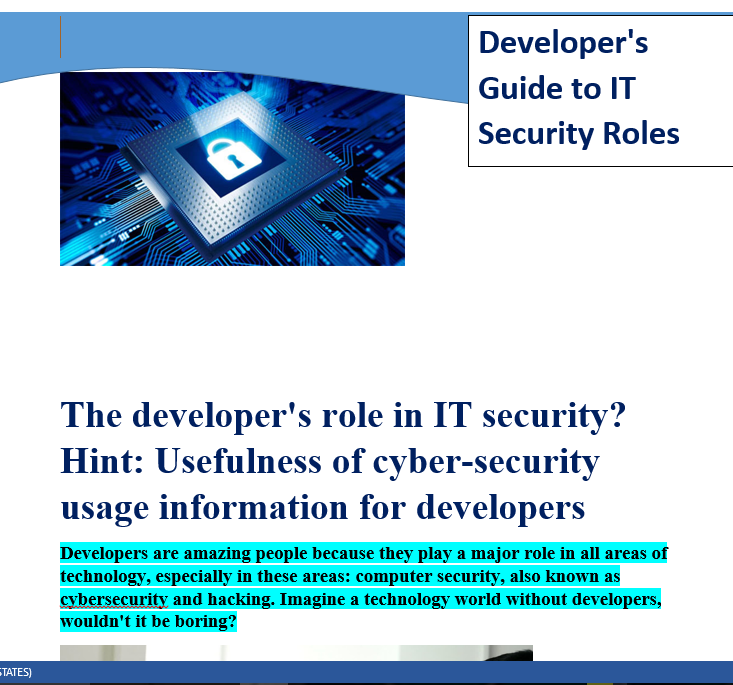 Developer's
Guide to IT
Security Roles
The developer's role in IT security?
Hint: Usefulness of cyber-security
usage information for developers
Developers are amazing people because they play a major role in all areas of
technology, especially in these areas: computer security, also known as
cybersecurity and hacking. Imagine a technology world without developers,
wouldn't it be boring?
STATES)